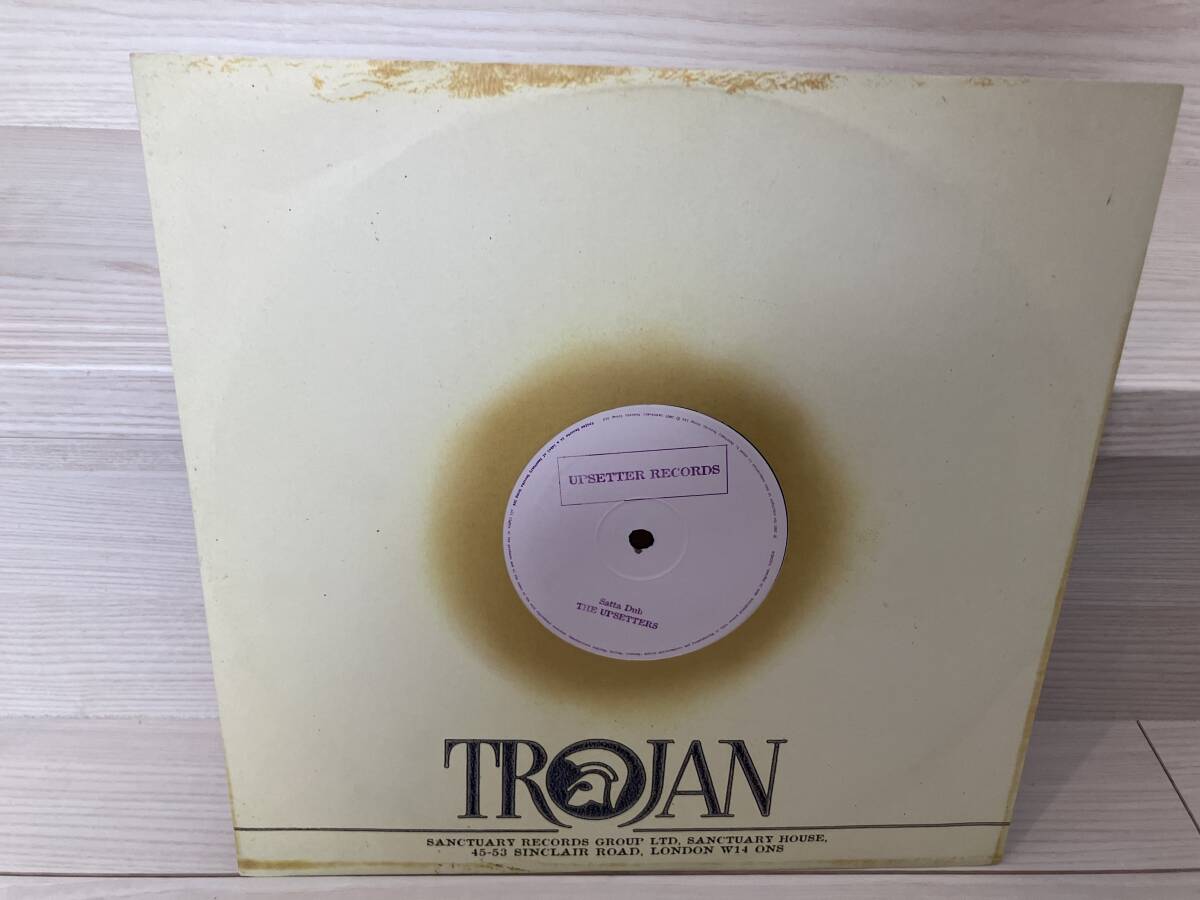 UPSETTER RECORDS
Satta Dub
THE UPSETTERS
TROJAN
SANCTUARY RECORDS GROUP LTD, SANCTUARY HOUSE,
45-53 SINCLAIR ROAD, LONDON W14 ONS